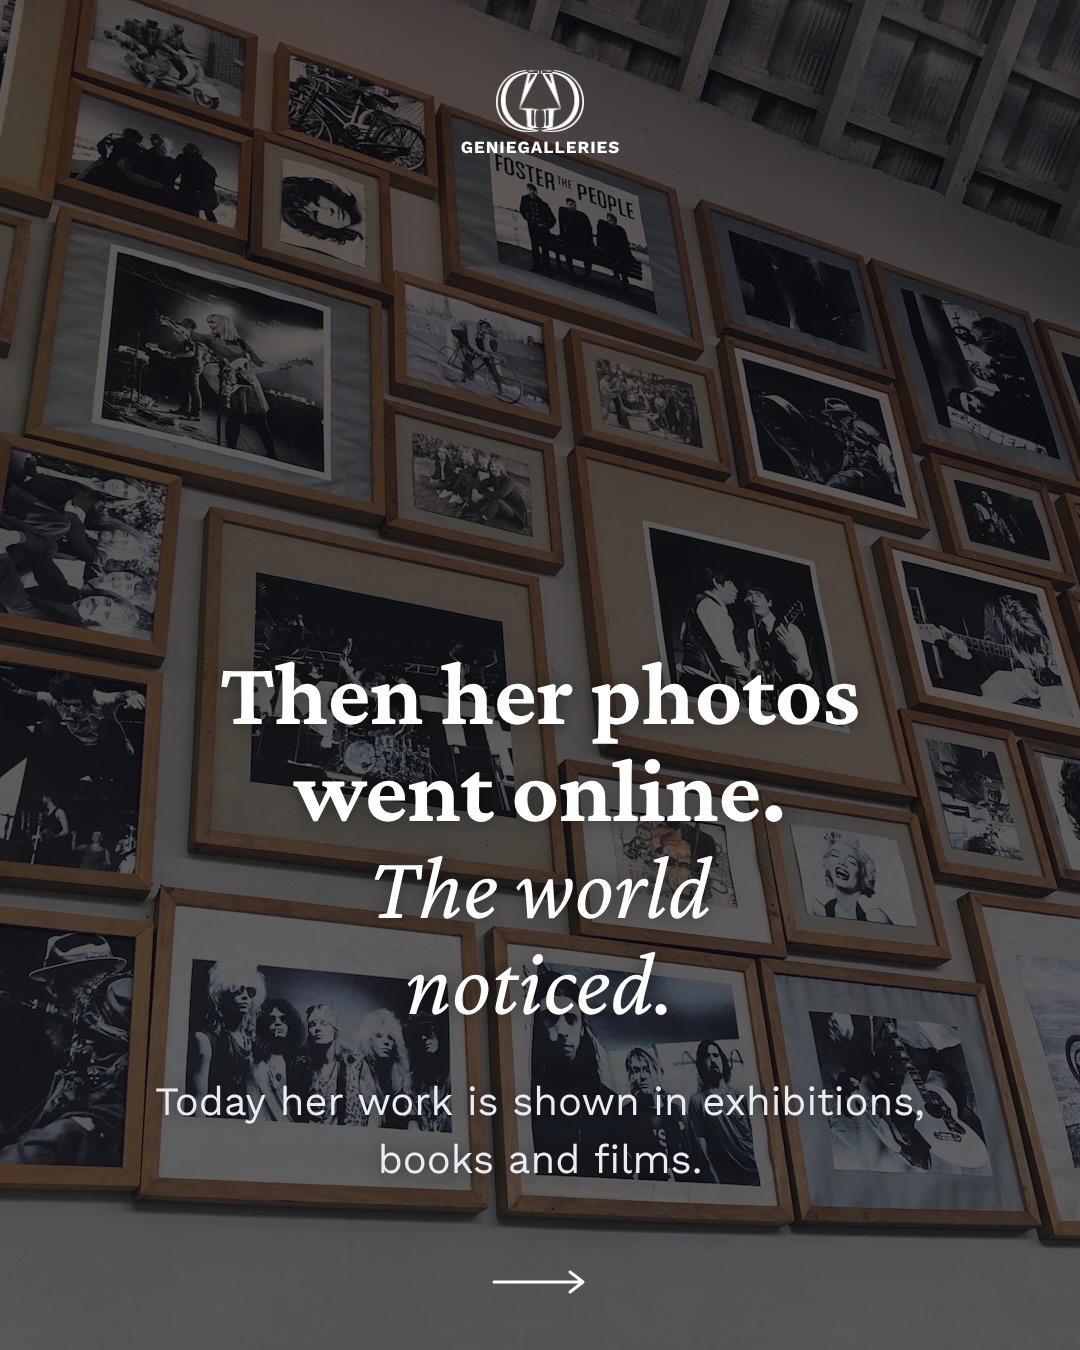 GENIEGALLERIES
FOSTER THE PEOPLE
Then her photos
went online.
The world
noticed.
Today her work is shown in exhibitions,
books and films.